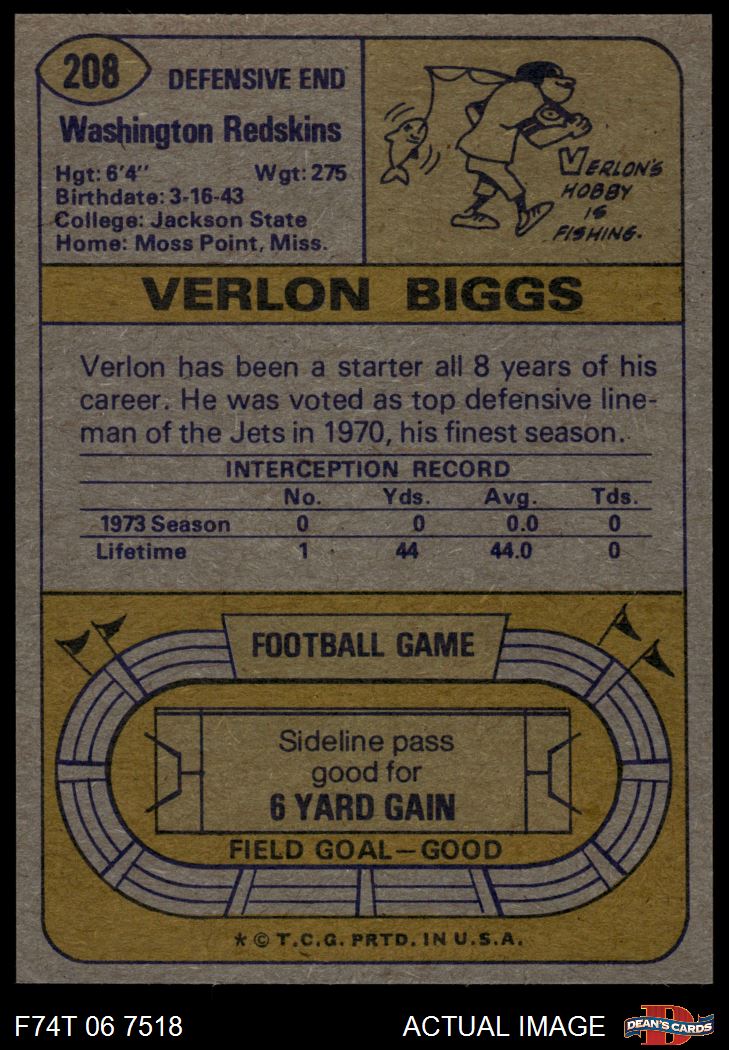 208
DEFENSIVE END
Washington Redskins
Hgt: 6'4" Wgt: 275
Birthdate: 3-16-43
College: Jackson State
Home: Moss Point, Miss.
VERLON'S
HOBBY
IS
FISHING.
VERLON BIGGS
Verlon has been a starter all 8 years of his
career. He was voted as top defensive line-
man of the Jets in 1970, his finest season.
INTERCEPTION RECORD
No. Yds. Avg. Tds.
1973 Season 0 0 0.0 0
Lifetime 1 44 44.0 0
FOOTBALL GAME
Sideline pass
good for
6 YARD GAIN
FIELD GOAL—GOOD
* © T.C.G. PRTD. IN U.S.A.
F74T 06 7518 ACTUAL IMAGE
D
DEAN'S CARDS